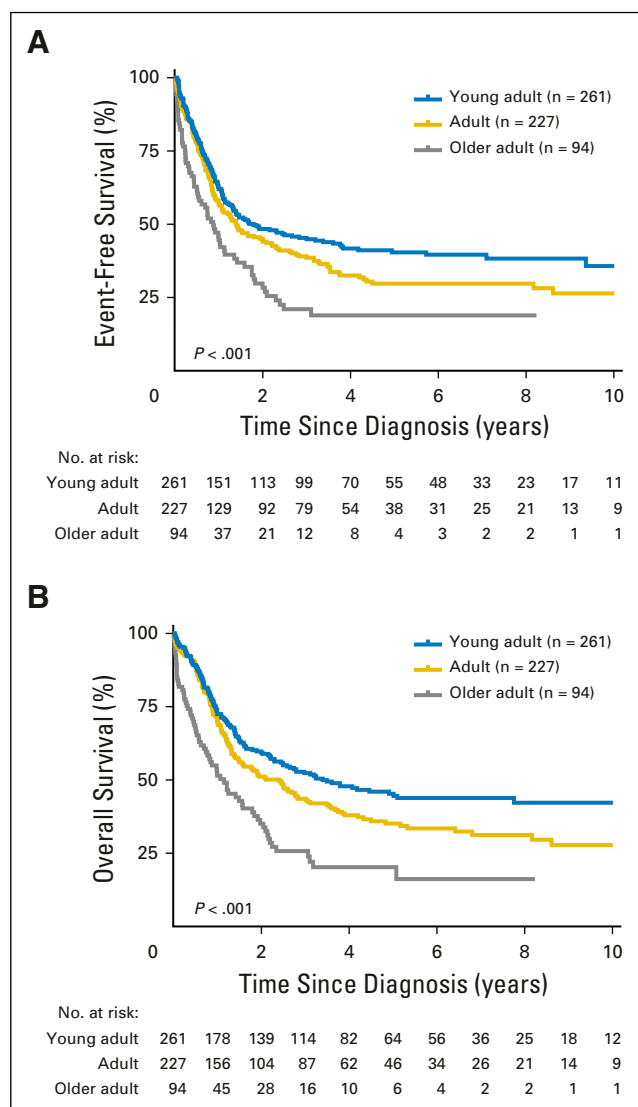 A
Event-Free Survival (%)
100
75
50
25
Young adult (n = 261)
Adult (n = 227)
Older adult (n = 94)
P < .001
0 2 4 6 8 10
Time Since Diagnosis (years)
No. at risk:
Young adult 261 151 113 99 70 55 48 33 23 17 11
Adult 227 129 92 79 54 38 31 25 21 13 9
Older adult 94 37 21 12 8 4 3 2 2 1 1
B
Overall Survival (%)
100
75
50
25
Young adult (n = 261)
Adult (n = 227)
Older adult (n = 94)
P < .001
0 2 4 6 8 10
Time Since Diagnosis (years)
No. at risk:
Young adult 261 178 139 114 82 64 56 36 25 18 12
Adult 227 156 104 87 62 46 34 26 21 14 9
Older adult 94 45 28 16 10 6 4 2 2 1 1